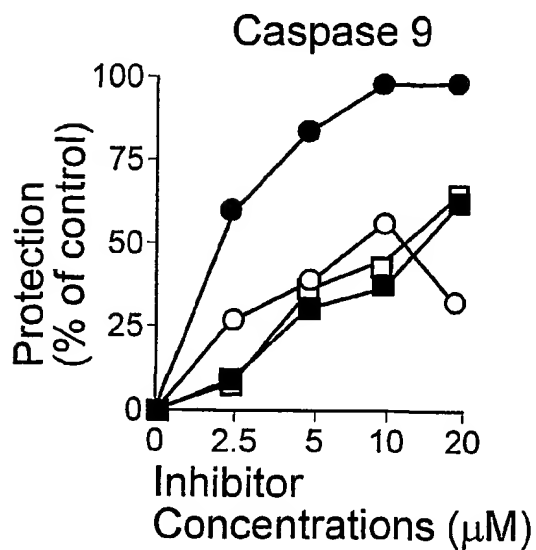 Caspase 9
Protection
(% of control)
100
75
50
25
0
0 2.5 5 10 20
Inhibitor
Concentrations (μM)